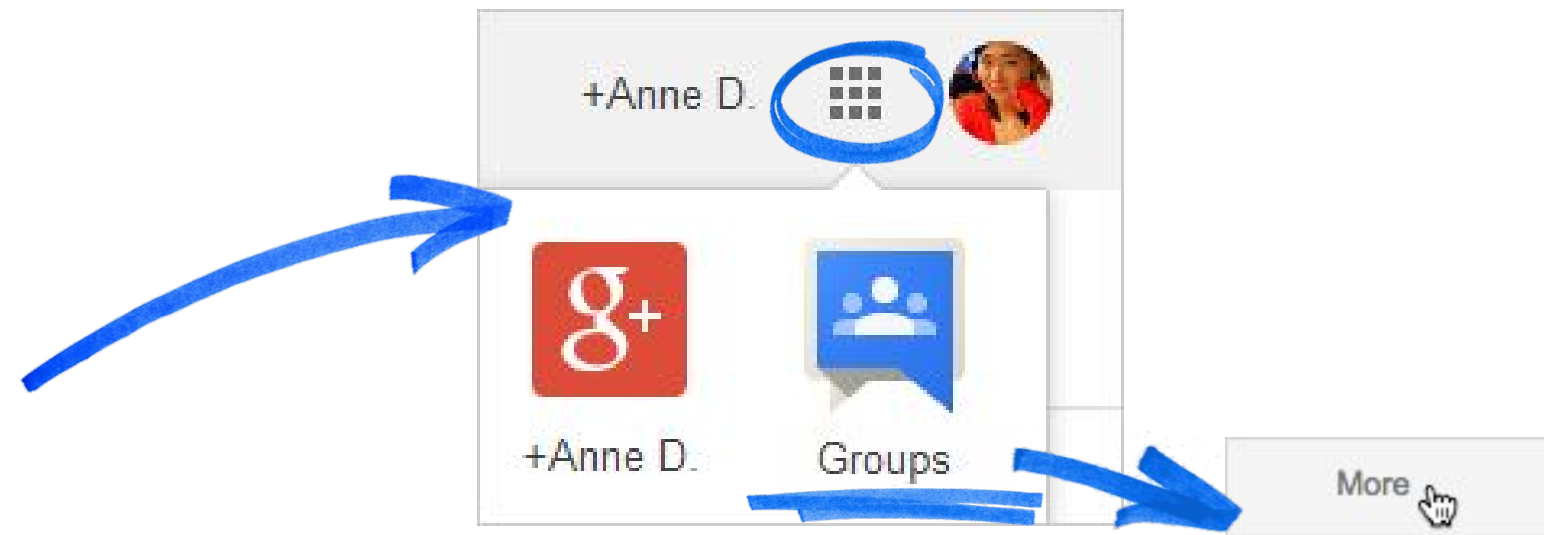 +Anne D.
g+
+Anne D.
Groups
More